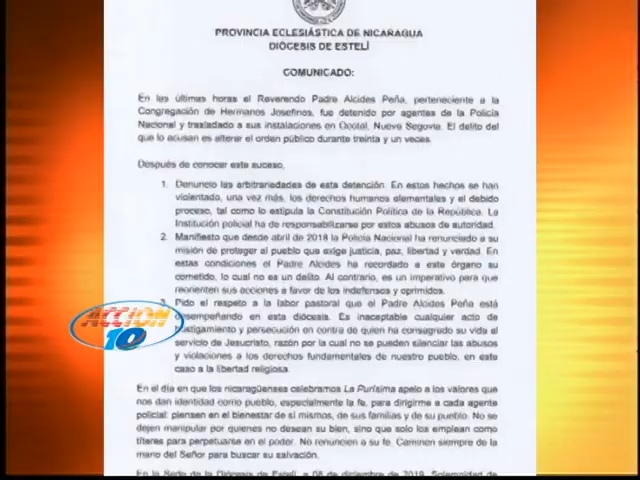 PROVINCIA ECLESIÁSTICA DE NICARAGUA
DIÓCESIS DE ESTELÍ
COMUNICADO:
En las últimas horas el Reverendo Padre Alcides Peña, perteneciente a la
Congregación de Hermanos Josefinos, fue detenido por agentes de la Policía
Nacional y trasladado a sus instalaciones en Ocotal, Nueva Segovia. El delito del
que lo acusan es alterar el orden público durante treinta y un veces.
Después de conocer este suceso,
1. Denuncio las arbitrariedades de esta detención. En estos hechos se han
violentado, una vez más, los derechos humanos elementales y el debido
proceso, tal como lo estipula la Constitución Política de la República. La
Institución policial ha de responsabilizarse por estos abusos de autoridad.
2. Manifiesto que desde abril de 2018 la Policía Nacional ha renunciado a su
misión de proteger al pueblo que exige justicia, paz, libertad y verdad. En
estas condiciones el Padre Alcides ha recordado a este órgano su
cometido, lo cual no es un delito. Al contrario, es un imperativo para que
reorienten sus acciones a favor de los indefensos y oprimidos.
3. Pido el respeto a la labor pastoral que el Padre Alcides Peña está
desempeñando en esta diócesis. Es inaceptable cualquier acto de
hostigamiento y persecución en contra de quien ha consagrado su vida al
servicio de Jesucristo, razón por la cual no se pueden silenciar las abusos
y violaciones a los derechos fundamentales de nuestro pueblo, en este
caso a la libertad religiosa.
ACCION
10
En el día en que los nicaragüenses celebramos La Purísima apelo a los valores que
nos dan identidad como pueblo, especialmente la fe, para dirigirme a cada agente
policial: piensen en el bienestar de sí mismos, de sus familias y de su pueblo. No se
dejen manipular por quienes no desean su bien, sino que solo los emplean como
títeres para perpetuarse en el poder. No renuncien a su fe. Caminen siempre de la
mano del Señor para buscar su salvación.
En la Sede de la Diócesis de Estelí, a 08 de diciembre de 2019, Solemnidad de